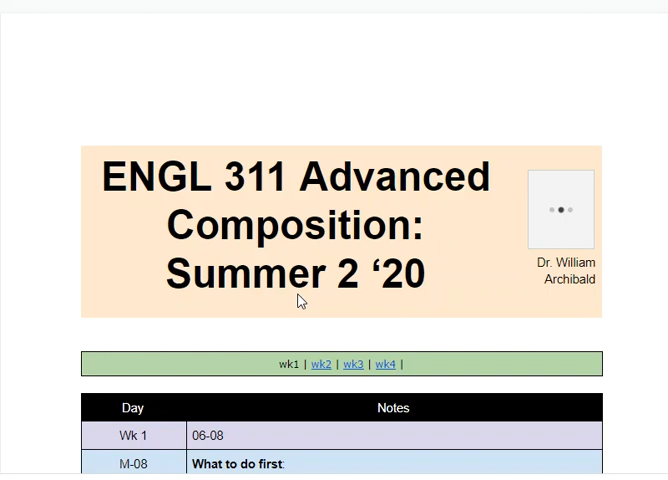 ENGL 311 Advanced
Composition:
Summer 2 ‘20
Dr. William
Archibald
wk1 | wk2 | wk3 | wk4 |
Day Notes
Wk 1 06-08
M-08 What to do first: